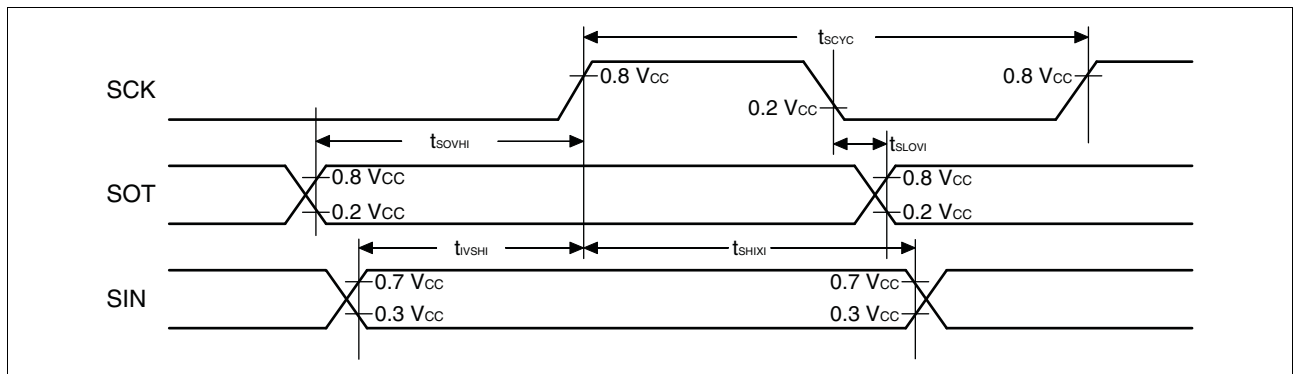 tSCYC
SCK
0.8 VCC
0.8 VCC
0.2 VCC
tSOVHI
tSLOVI
SOT
0.8 VCC
0.8 VCC
0.2 VCC
0.2 VCC
tIVSHI
tSHIXI
SIN
0.7 VCC
0.7 VCC
0.3 VCC
0.3 VCC